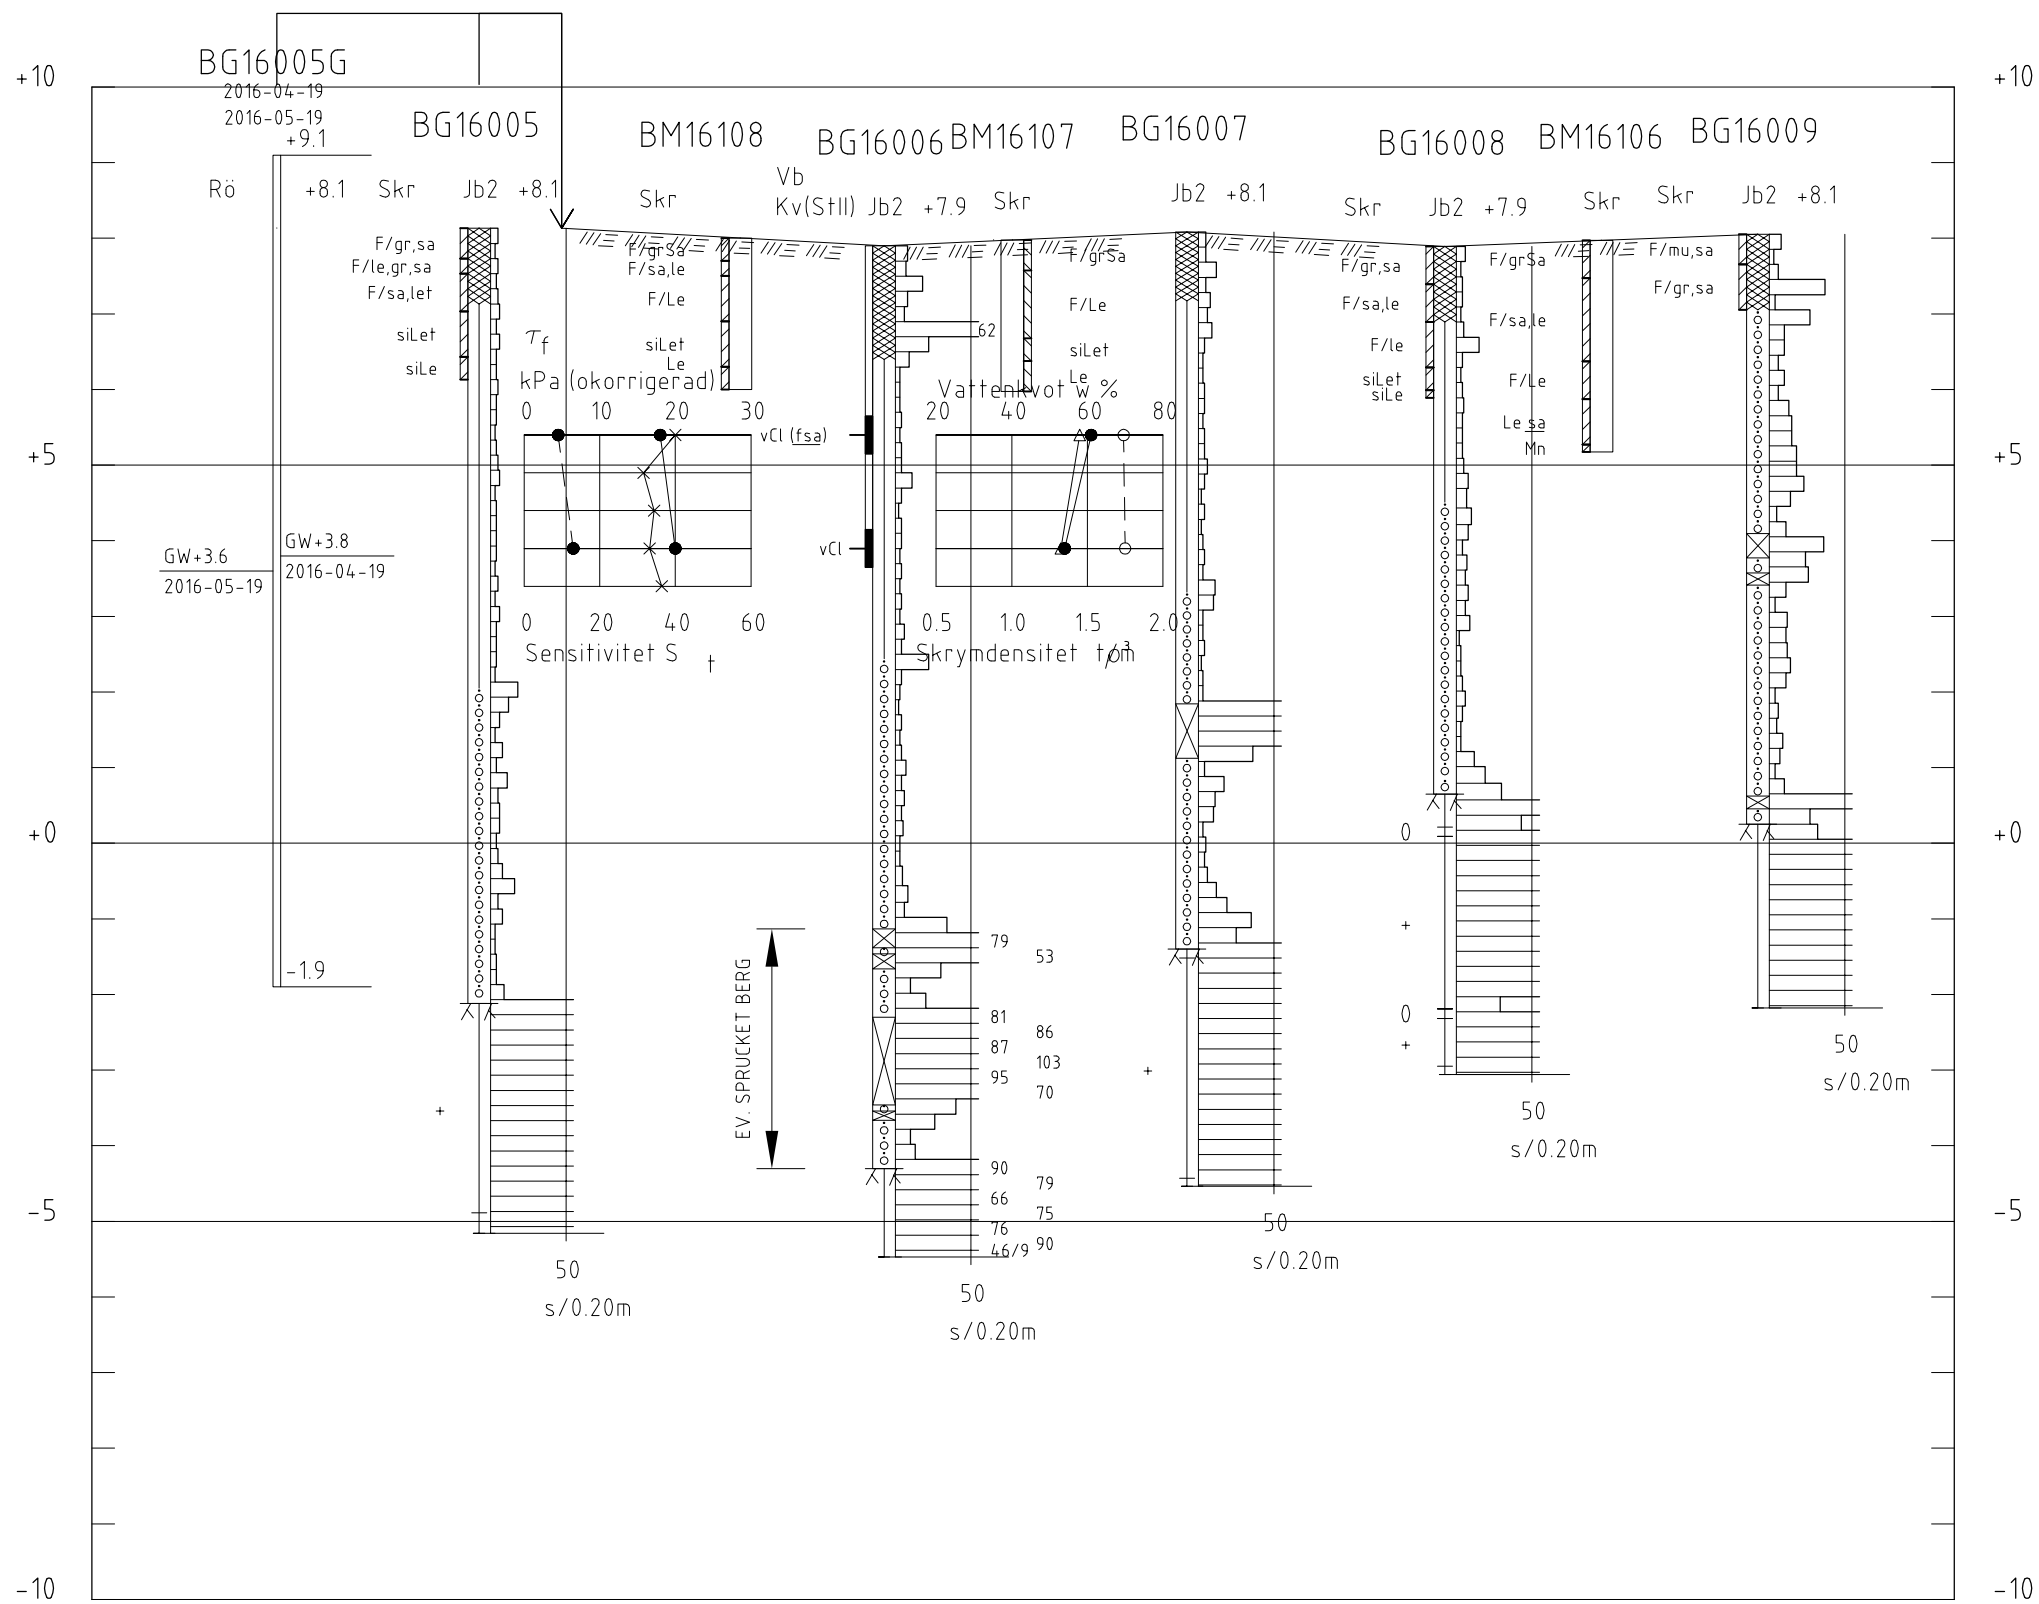 BG16005G
2016-04-19
2016-05-19
+9.1
+10
+10
BG16005
BM16108
BG16006
BM16107
BG16007
BG16008
BM16106
BG16009
Rö
+8.1
Skr
Jb2 +8.1
Skr
Vb
Kv(StII)
Jb2 +7.9
Skr
Jb2 +8.1
Skr
Jb2 +7.9
Skr
Skr
Jb2 +8.1
F/gr,sa
F/le,gr,sa
F/sa,let
siLet
siLe
F/grSa
F/sa,le
F/Le
siLet
Le
62
F/grSa
F/Le
siLet
Le
F/gr,sa
F/sa,le
F/le
siLet
siLe
F/grSa
F/sa,le
F/Le
Le sa
Mn
F/mu,sa
F/gr,sa
τf
kPa (okorrigerad)
0 10 20 30
0 20 40 60
Sensitivitet S t
vCl (fsa)
vCl
Vattenkvot w %
20 40 60 80
0.5 1.0 1.5 2.0
Skrymdensitet ρ t/m³
+5
+5
GW+3.6
2016-05-19
GW+3.8
2016-04-19
+0
+0
0
+
0
+
-1.9
EV. SPRUCKET BERG
79
53
81
86
87
103
95
70
90
79
66
75
76
90
46/9
+
+
-5
-5
50
s/0.20m
50
s/0.20m
50
s/0.20m
50
s/0.20m
50
s/0.20m
-10
-10